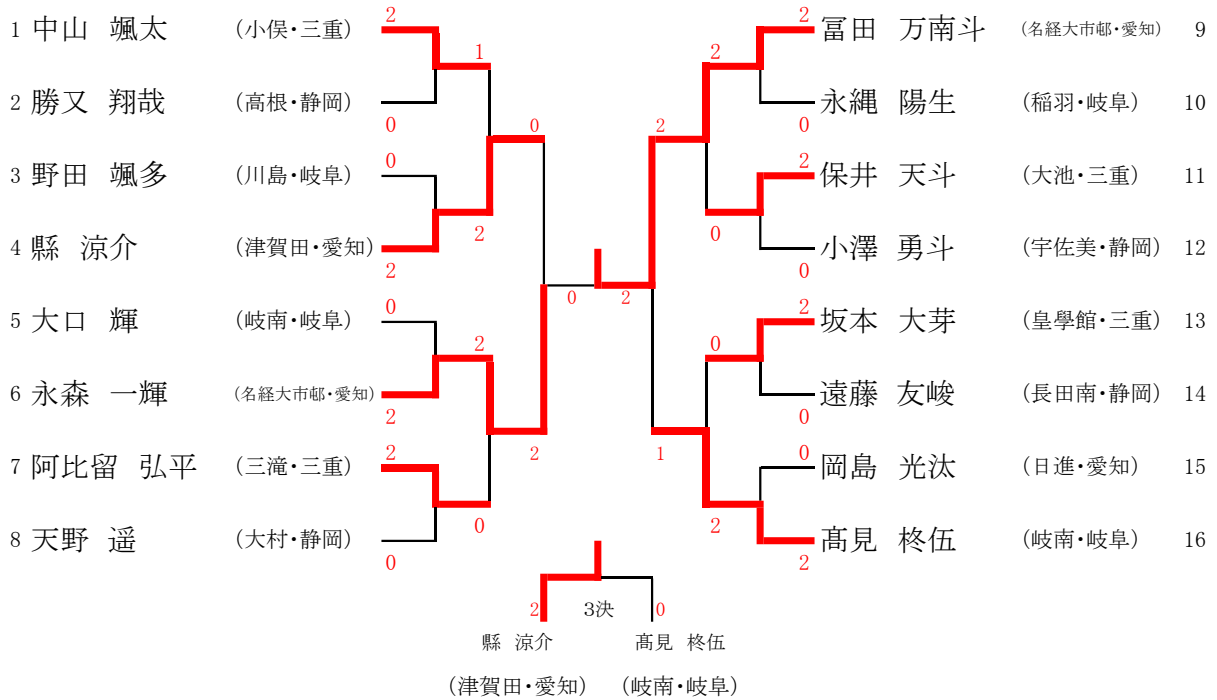 2 2
1 中山 颯太 (小俣・三重) 冨田 万南斗 (名経大市邨・愛知) 9
1 2
2 勝又 翔哉 (高根・静岡) 永縄 陽生 (稲羽・岐阜) 10
0 0 2 0
0 2
3 野田 颯多 (川島・岐阜) 保井 天斗 (大池・三重) 11
2 0
4 縣 涼介 (津賀田・愛知) 小澤 勇斗 (宇佐美・静岡) 12
2 0
0 2
0 2
5 大口 輝 (岐南・岐阜) 坂本 大芽 (皇學館・三重) 13
2 0
6 永森 一輝 (名経大市邨・愛知) 遠藤 友峻 (長田南・静岡) 14
2 0
2 2 1 0
7 阿比留 弘平 (三滝・三重) 岡島 光汰 (日進・愛知) 15
0 2
8 天野 遥 (大村・静岡) 髙見 柊伍 (岐南・岐阜) 16
0 2
2 3決 0
縣 涼介 髙見 柊伍
(津賀田・愛知) (岐南・岐阜)